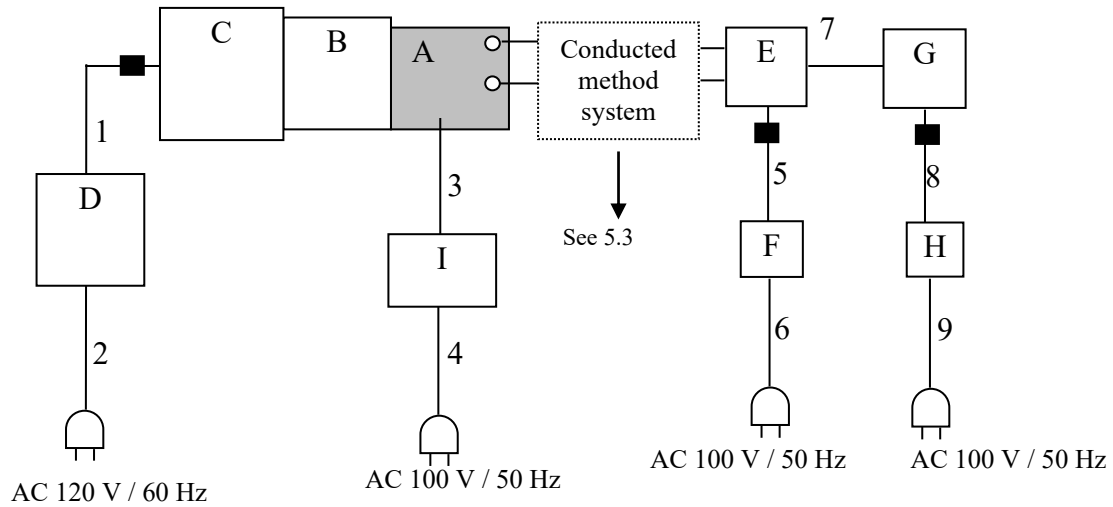 C
B
A
Conducted
method
system
E
7
G
1
D
3
5
8
See 5.3
I
F
H
2
4
6
9
AC 120 V / 60 Hz
AC 100 V / 50 Hz
AC 100 V / 50 Hz
AC 100 V / 50 Hz